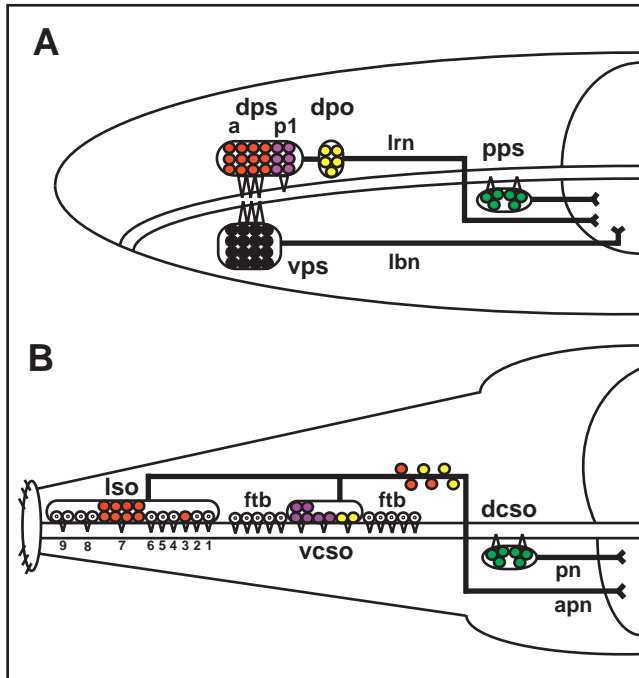 A
dps dpo
a p1
lrn
pps
vps
lbn
B
lso
ftb
ftb
dcso
9 8 7 6 5 4 3 2 1
vcso
pn
apn